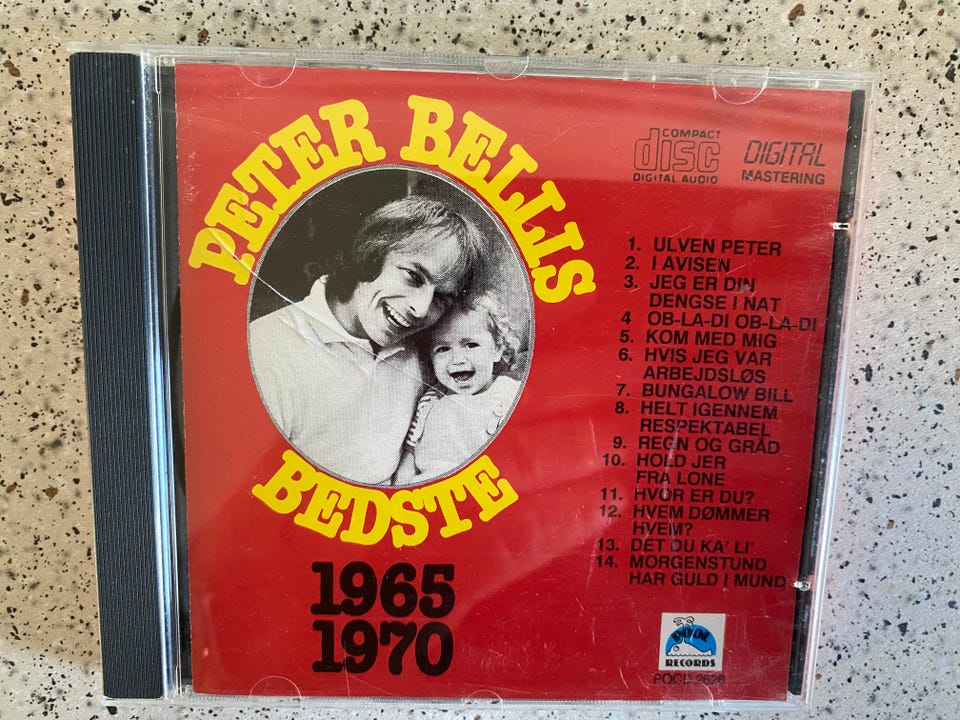 PETER BELLIS
BEDSTE
1965
1970
COMPACT
disc
DIGITAL AUDIO
DIGITAL
MASTERING
1. ULVEN PETER
2. I AVISEN
3. JEG ER DIN
DENGSE I NAT
4 OB-LA-DI OB-LA-DI
5. KOM MED MIG
6. HVIS JEG VAR
ARBEJDSLØS
7. BUNGALOW BILL
8. HELT IGENNEM
RESPEKTABEL
9. REGN OG GRÅD
10. HOLD JER
FRA LONE
11. HVOR ER DU?
12. HVEM DØMMER
HVEM?
13. DET DU KA' LI'
14. MORGENSTUND
HAR GULD I MUND
POOL
RECORDS
POCD 2626